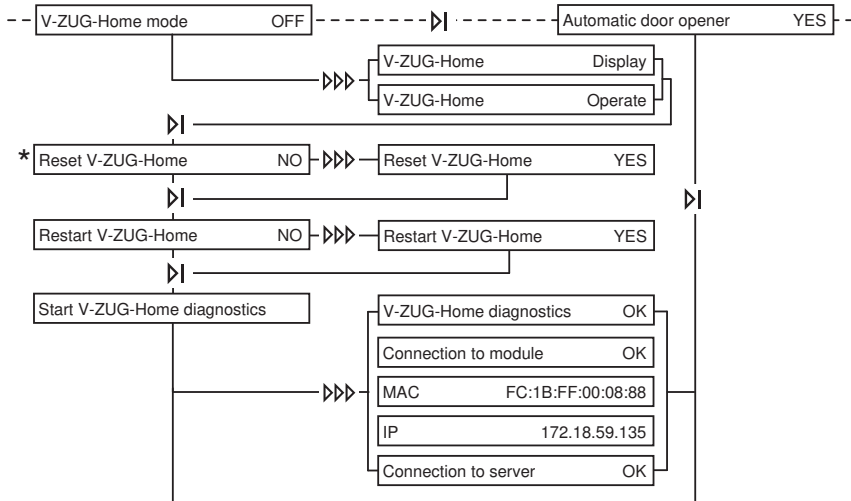 V-ZUG-Home mode OFF
Automatic door opener YES
V-ZUG-Home Display
V-ZUG-Home Operate
* Reset V-ZUG-Home NO
Reset V-ZUG-Home YES
Restart V-ZUG-Home NO
Restart V-ZUG-Home YES
Start V-ZUG-Home diagnostics
V-ZUG-Home diagnostics OK
Connection to module OK
MAC FC:1B:FF:00:08:88
IP 172.18.59.135
Connection to server OK